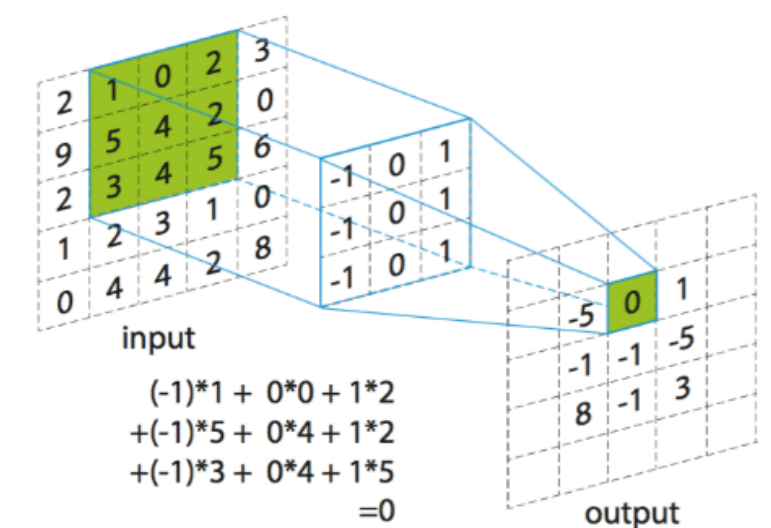 2 1 0 2 3
9 5 4 2 0
2 3 4 5 6
1 2 3 1 0
0 4 4 2 8
input
-1 0 1
-1 0 1
-1 0 1
-5 0 1
-1 -1 -5
8 -1 3
output
(-1)*1 + 0*0 + 1*2
+(-1)*5 + 0*4 + 1*2
+(-1)*3 + 0*4 + 1*5
=0